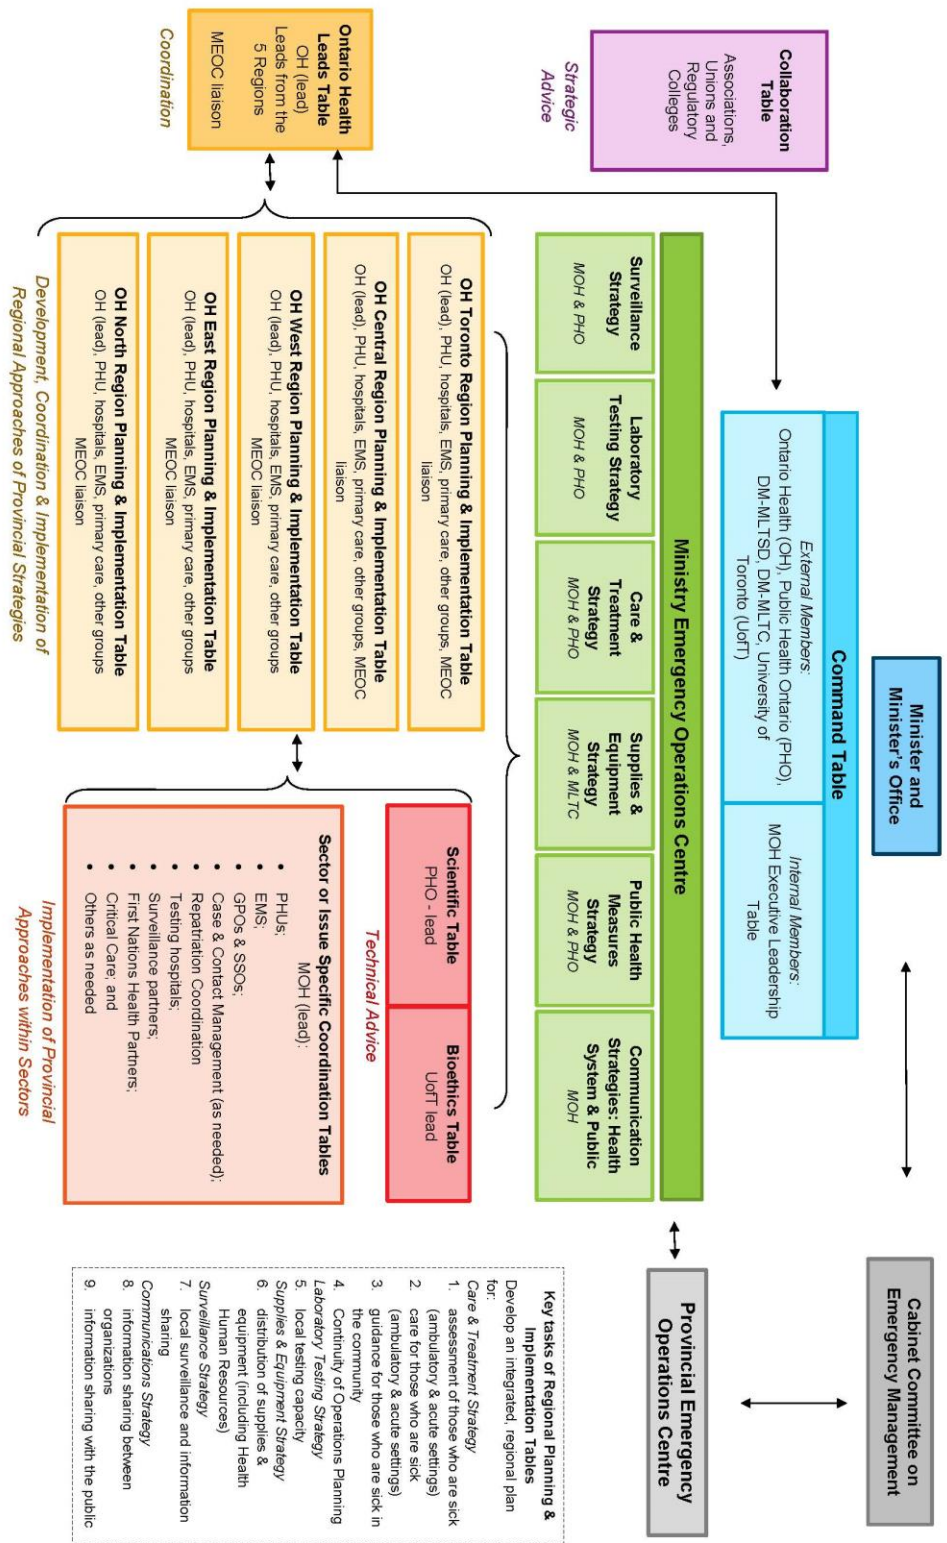 Minister and
Minister's Office
Cabinet Committee on
Emergency Management
Collaboration
Table
Associations,
Unions and
Regulatory
Colleges
Strategic
Advice
Command Table
External Members:
Ontario Health (OH), Public Health Ontario (PHO),
DM-MLTSD, DM-MLTC, University of
Toronto (UofT)
Internal Members:
MOH Executive Leadership
Table
Ministry Emergency Operations Centre
Provincial Emergency
Operations Centre
Surveillance
Strategy
MOH & PHO
Laboratory
Testing Strategy
MOH & PHO
Care &
Treatment
Strategy
MOH & PHO
Supplies &
Equipment
Strategy
MOH & MLTC
Public Health
Measures
Strategy
MOH & PHO
Communication
Strategies: Health
System & Public
MOH
Ontario Health
Leads Table
OH (lead)
Leads from the
5 Regions
MEOC liaison
Coordination
OH Toronto Region Planning & Implementation Table
OH (lead), PHU, hospitals, EMS, primary care, other groups, MEOC
liaison
OH Central Region Planning & Implementation Table
OH (lead), PHU, hospitals, EMS, primary care, other groups, MEOC
liaison
OH West Region Planning & Implementation Table
OH (lead), PHU, hospitals, EMS, primary care, other groups
MEOC liaison
OH East Region Planning & Implementation Table
OH (lead), PHU, hospitals, EMS, primary care, other groups
MEOC liaison
OH North Region Planning & Implementation Table
OH (lead), PHU, hospitals, EMS, primary care, other groups
MEOC liaison
Development, Coordination & Implementation of
Regional Approaches of Provincial Strategies
Scientific Table
PHO - lead
Bioethics Table
UofT lead
Technical Advice
Sector or Issue Specific Coordination Tables
MOH (lead):
• PHUs;
• EMS;
• GPOs & SSOs;
• Case & Contact Management (as needed);
• Repatriation Coordination
• Testing hospitals;
• Surveillance partners;
• First Nations Health Partners;
• Critical Care; and
• Others as needed
Implementation of Provincial
Approaches within Sectors
Key tasks of Regional Planning &
Implementation Tables
Develop an integrated, regional plan
for:
Care & Treatment Strategy
1. assessment of those who are sick
(ambulatory & acute settings)
2. care for those who are sick
(ambulatory & acute settings)
3. guidance for those who are sick in
the community
4. Continuity of Operations Planning
Laboratory Testing Strategy
5. local testing capacity
Supplies & Equipment Strategy
6. distribution of supplies &
equipment (including Health
Human Resources)
Surveillance Strategy
7. local surveillance and information
sharing
Communications Strategy
8. information sharing between
organizations
9. information sharing with the public